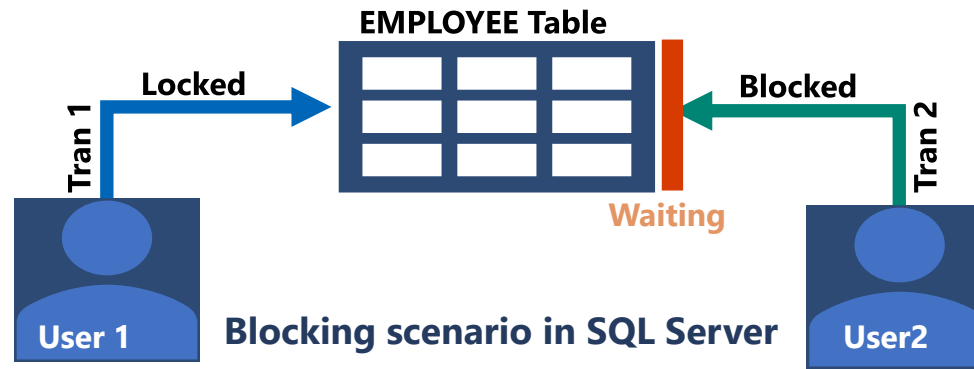 EMPLOYEE Table
Locked
Blocked
Tran 1
Tran 2
Waiting
User 1
Blocking scenario in SQL Server
User2